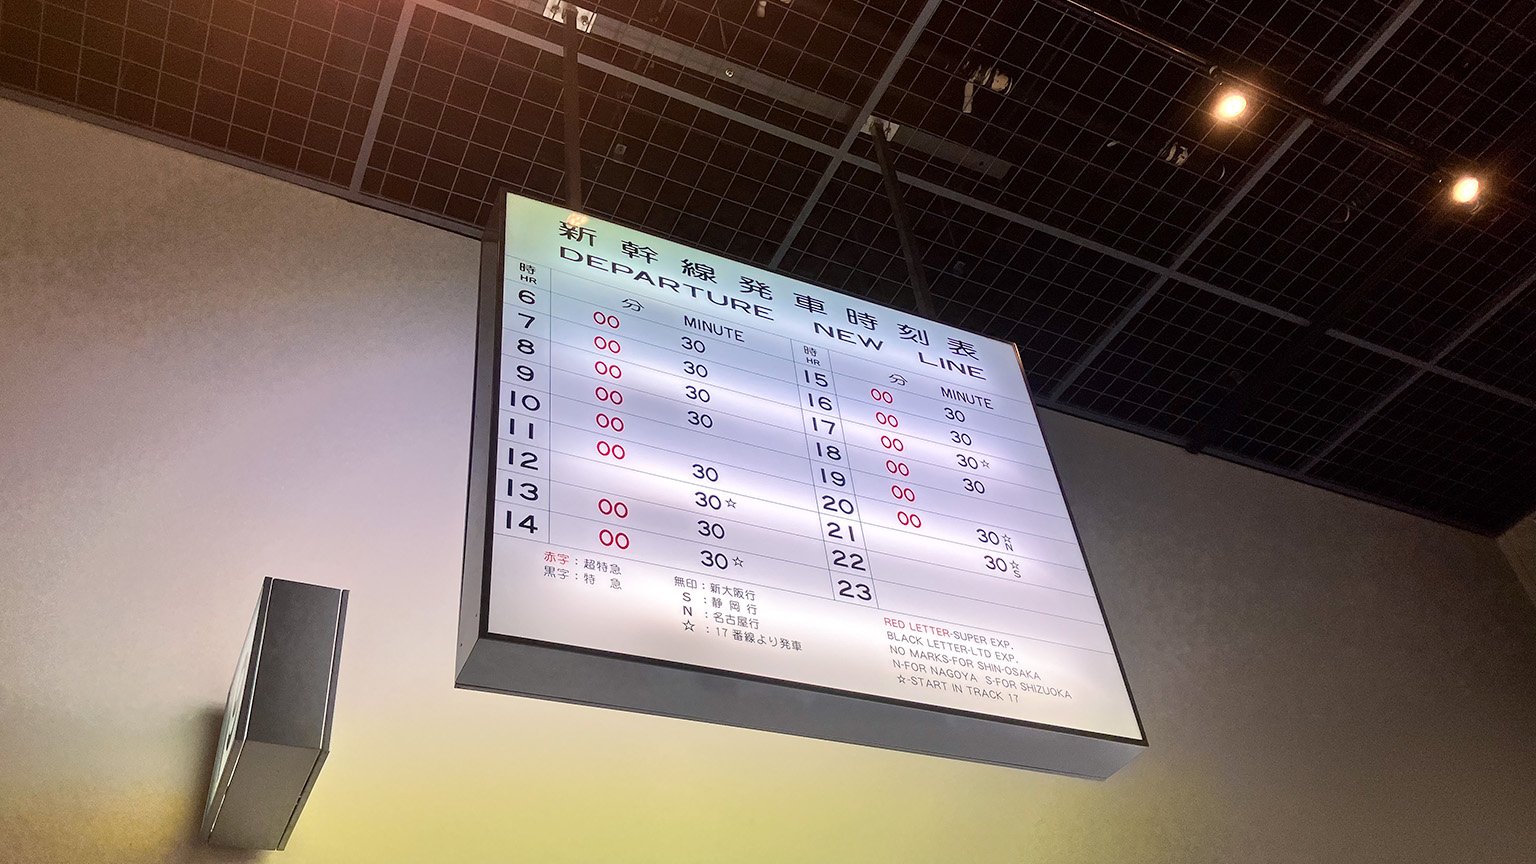 新幹線発車時刻表
DEPARTURE NEW LINE
時 HR 分 MINUTE
6 00 30
7 00 30
8 00 30
9 00 30
10 00
11 00 30
12 30☆
13 00 30
14 00 30☆
時 HR 分 MINUTE
15 00 30
16 00 30
17 00 30☆
18 00 30
19 00
20 00 30☆N
21 30☆S
22
23
赤字：超特急
黒字：特 急
無印：新大阪行
S ：静 岡 行
N ：名古屋行
☆ ：17番線より発車
RED LETTER-SUPER EXP.
BLACK LETTER-LTD EXP.
NO MARKS-FOR SHIN-OSAKA
N-FOR NAGOYA S-FOR SHIZUOKA
☆-START IN TRACK 17